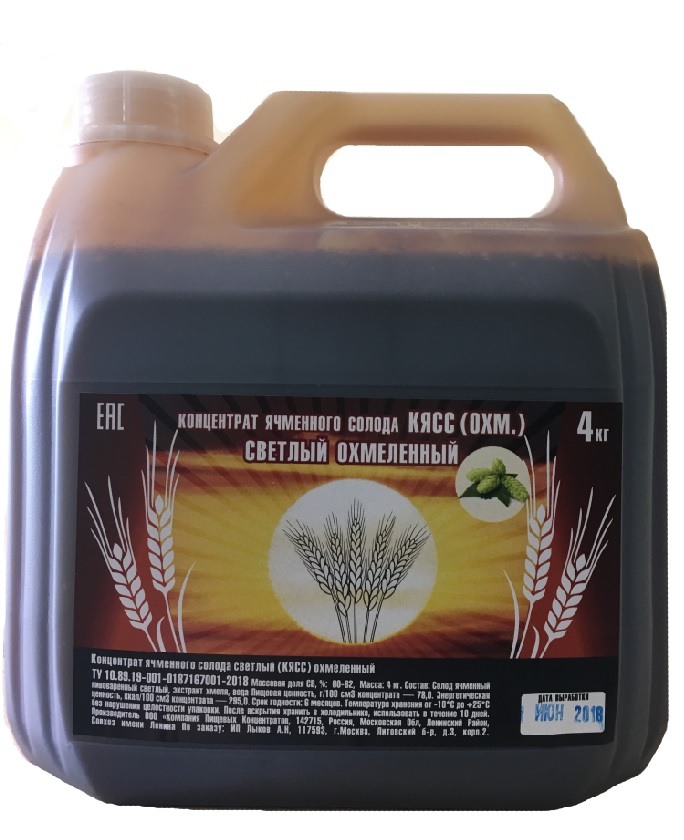 ЕАС
КОНЦЕНТРАТ ЯЧМЕННОГО СОЛОДА КЯСС (ОХМ.)
4 кг
СВЕТЛЫЙ ОХМЕЛЕННЫЙ
Концентрат ячменного солода светлый (КЯСС) охмеленный
ТУ 10.89.19-001-0187167001-2018 Массовая доля СВ, %: 80-82, Масса: 4 кг. Состав: Солод ячменный
пивоваренный светлый, экстракт хмеля, вода Пищевая ценность, г/100 см3 концентрата — 78,0. Энергетическая
ценность, ккал/100 см3 концентрата — 295,0. Срок годности: 6 месяцев. Температура хранения от -10°С до +25°С
без нарушения целостности упаковки. После вскрытия хранить в холодильнике, использовать в течение 10 дней.
Производитель ООО «Компания Пищевых Концентратов, 142715, Россия, Московская Обл, Ленинский Район,
Совхоз имени Ленина По заказу: ИП Лыков А.Н, 117593, г.Москва, Литовский б-р, д.3, корп.2.
ДАТА ВЫРАБОТКИ
ИЮН 2018